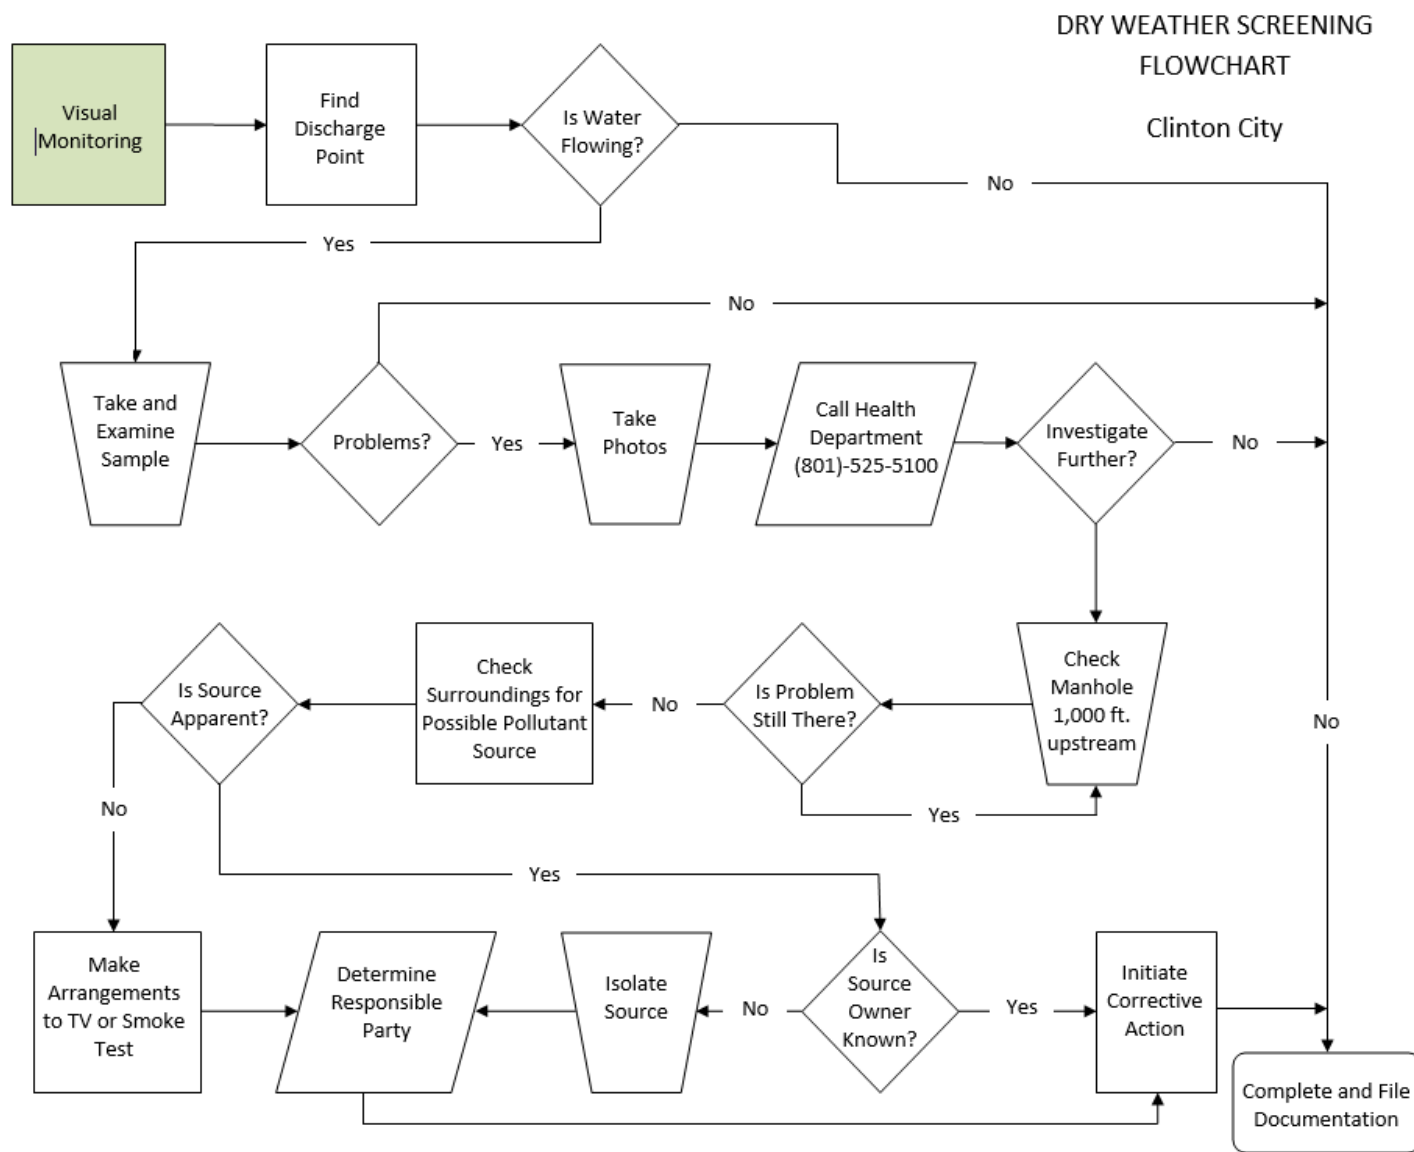 DRY WEATHER SCREENING
FLOWCHART
Clinton City
Visual
Monitoring
Find
Discharge
Point
Is Water
Flowing?
No
Yes
No
Take and
Examine
Sample
Problems?
Yes
Take
Photos
Call Health
Department
(801)-525-5100
Investigate
Further?
No
Is Source
Apparent?
Check
Surroundings for
Possible Pollutant
Source
No
Is Problem
Still There?
Check
Manhole
1,000 ft.
upstream
No
No
Yes
Yes
Make
Arrangements
to TV or Smoke
Test
Determine
Responsible
Party
Isolate
Source
No
Is
Source
Owner
Known?
Yes
Initiate
Corrective
Action
Complete and File
Documentation